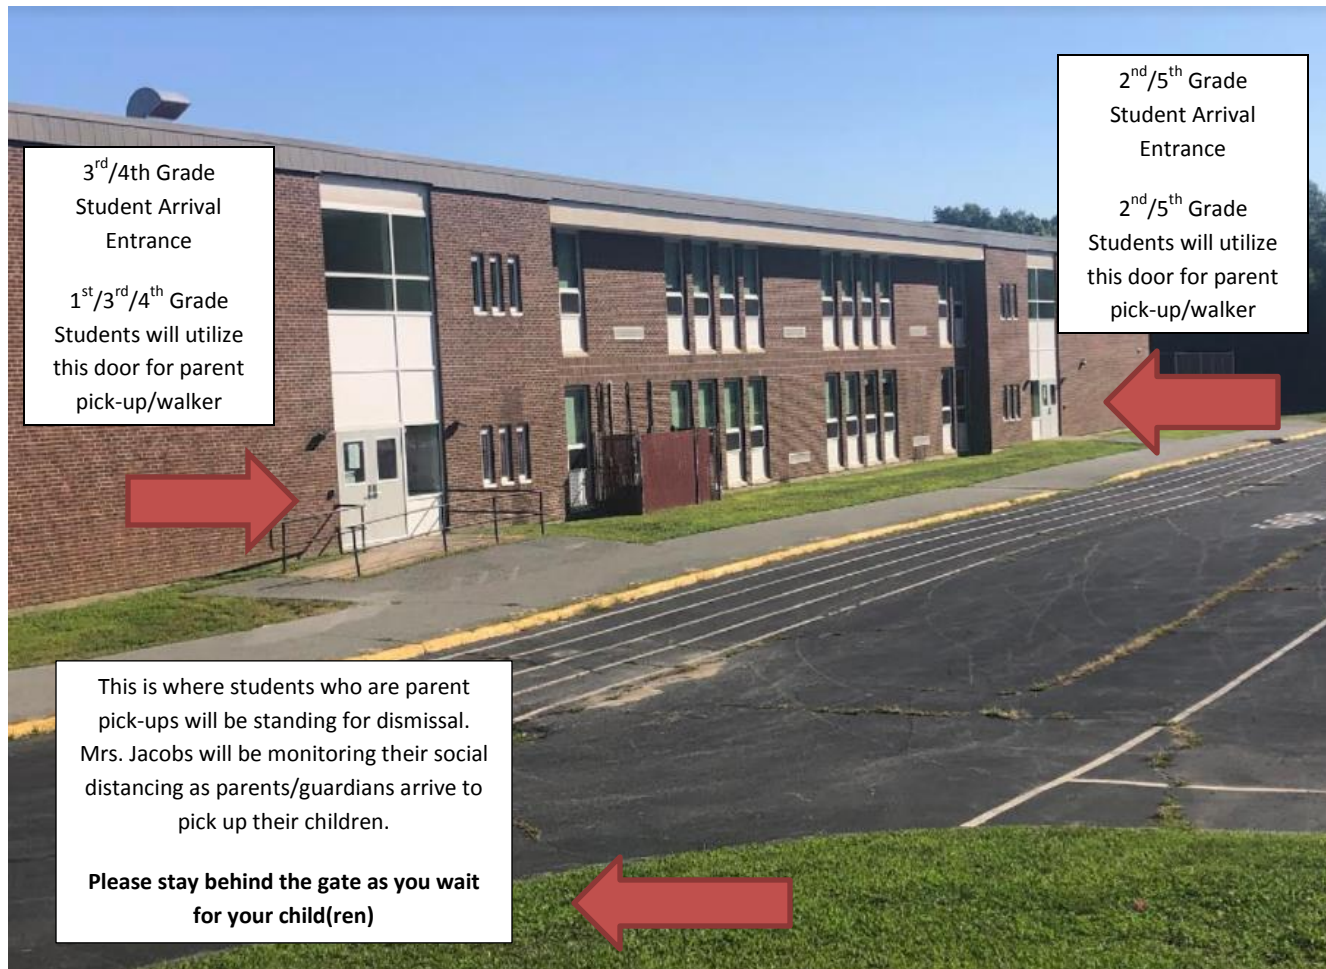 3rd/4th Grade
Student Arrival
Entrance
1st/3rd/4th Grade
Students will utilize
this door for parent
pick-up/walker
2nd/5th Grade
Student Arrival
Entrance
2nd/5th Grade
Students will utilize
this door for parent
pick-up/walker
This is where students who are parent
pick-ups will be standing for dismissal.
Mrs. Jacobs will be monitoring their social
distancing as parents/guardians arrive to
pick up their children.
Please stay behind the gate as you wait
for your child(ren)